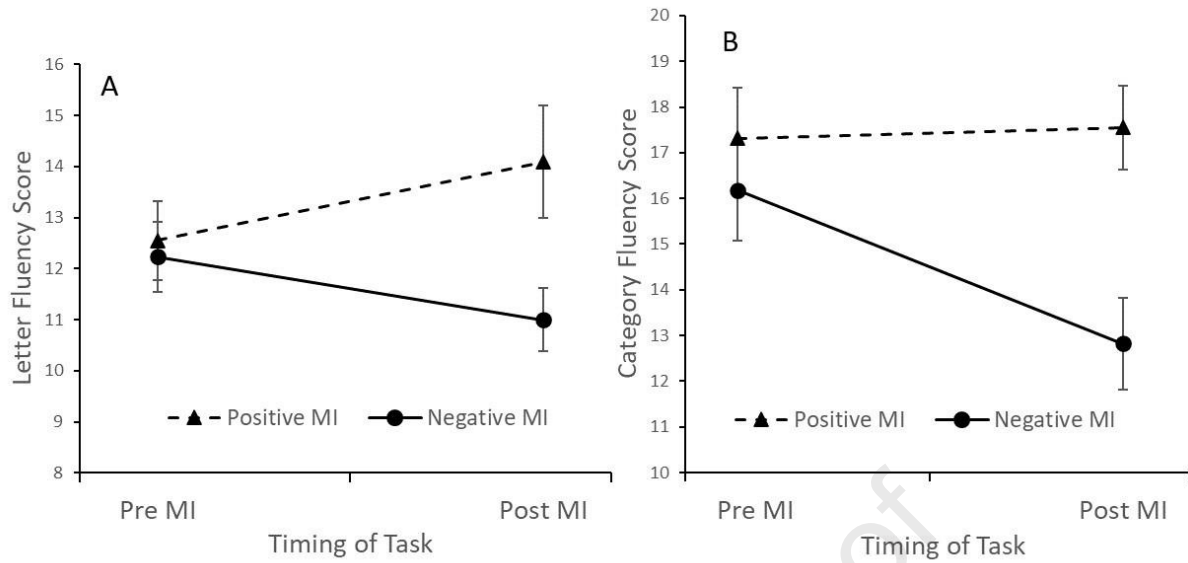 A
Letter Fluency Score
16
15
14
13
12
11
10
9
8
Positive MI
Negative MI
Pre MI
Post MI
Timing of Task
B
Category Fluency Score
20
19
18
17
16
15
14
13
12
11
10
Positive MI
Negative MI
Pre MI
Post MI
Timing of Task
of